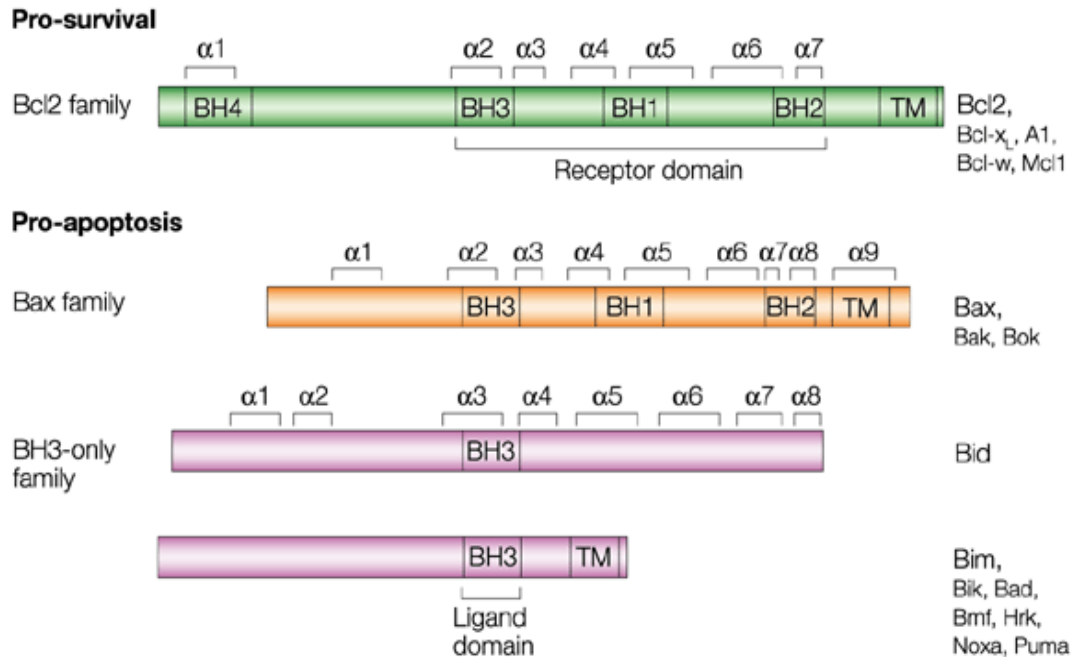 Pro-survival
α1 α2 α3 α4 α5 α6 α7
Bcl2 family BH4 BH3 BH1 BH2 TM Bcl2,
Bcl-xL, A1,
Bcl-w, Mcl1
Receptor domain
Pro-apoptosis
α1 α2 α3 α4 α5 α6 α7 α8 α9
Bax family BH3 BH1 BH2 TM Bax,
Bak, Bok
α1 α2 α3 α4 α5 α6 α7 α8
BH3-only
family
BH3 Bid
BH3 TM Bim,
Bik, Bad,
Bmf, Hrk,
Noxa, Puma
Ligand
domain